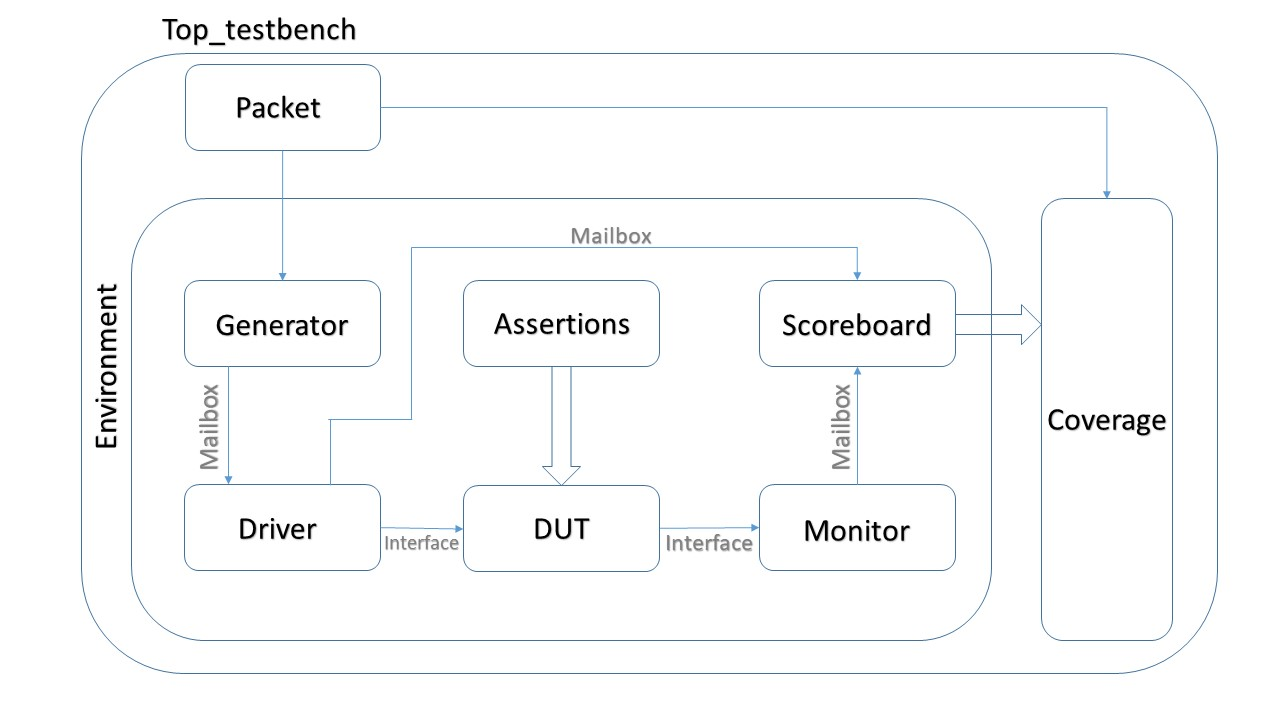 Top_testbench
Packet
Environment
Mailbox
Generator
Assertions
Scoreboard
Mailbox
Mailbox
Coverage
Driver
Interface
DUT
Interface
Monitor